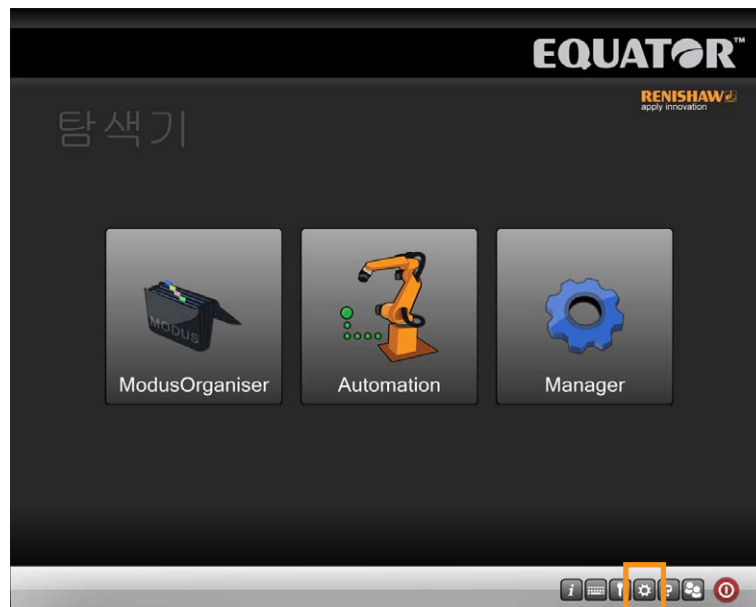 EQUATOR™
RENISHAW
apply innovation
탐색기
MODUS
ModusOrganiser
Automation
Manager